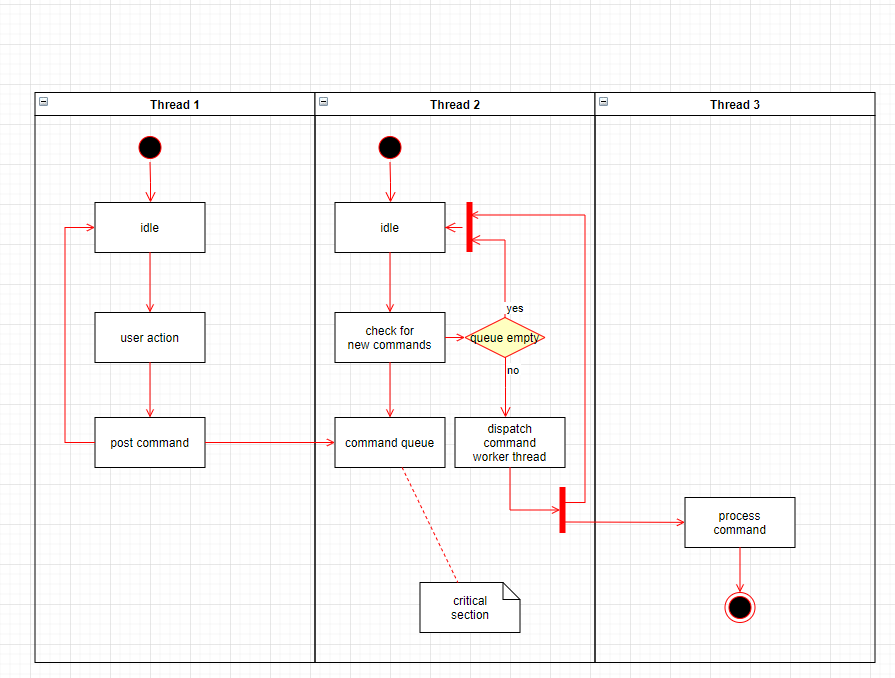 Thread 1
Thread 2
Thread 3
idle
idle
user action
check for
new commands
queue empty
yes
no
post command
command queue
dispatch
command
worker thread
process
command
critical
section